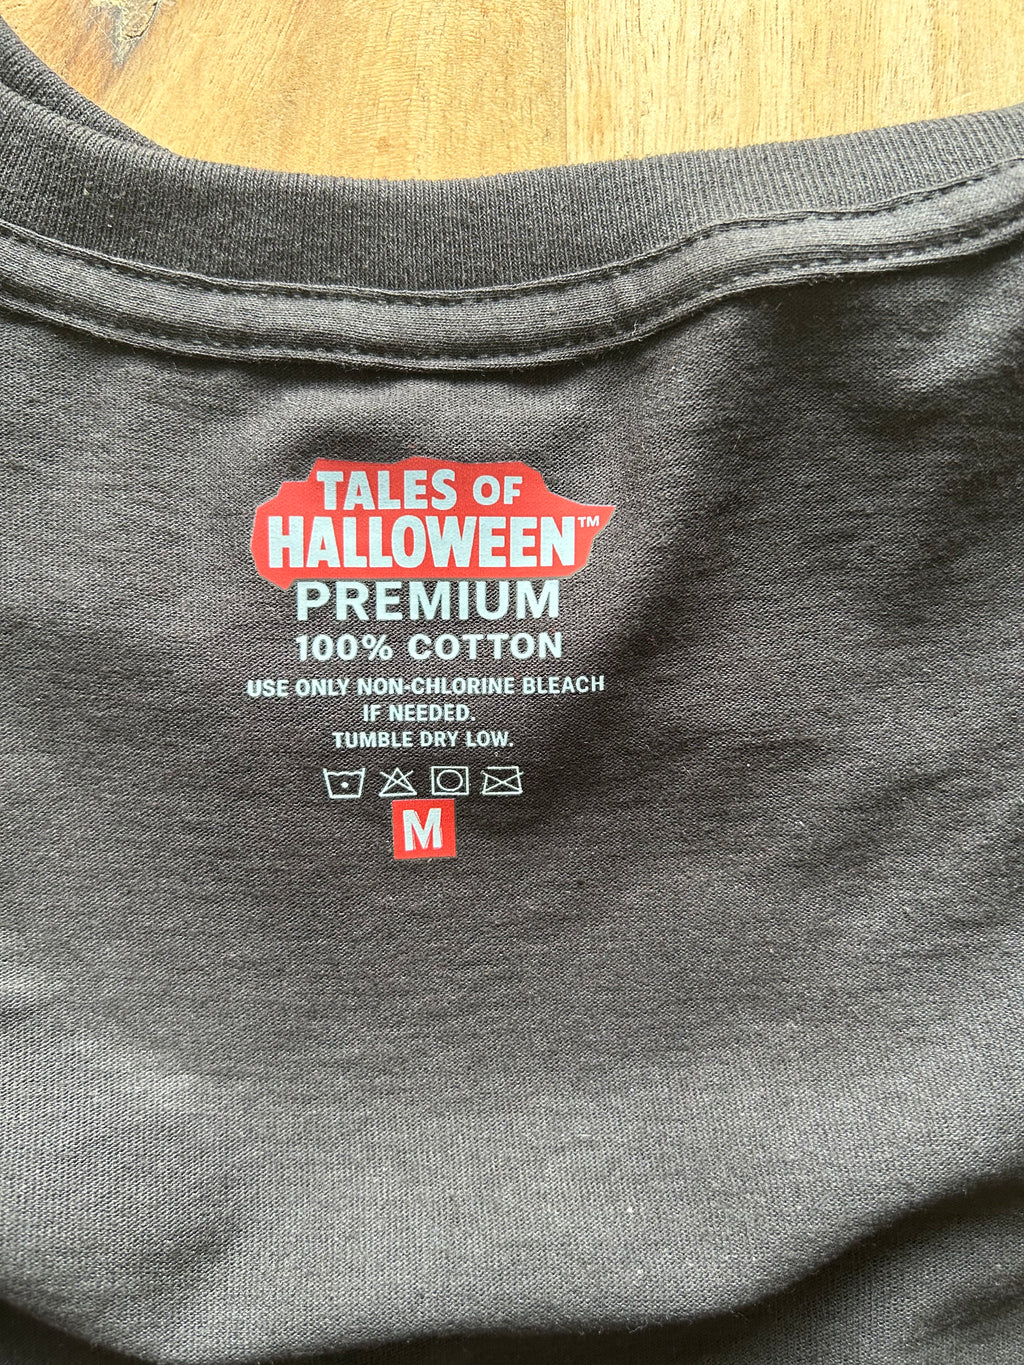 TALES OF
HALLOWEEN™
PREMIUM
100% COTTON
USE ONLY NON-CHLORINE BLEACH
IF NEEDED.
TUMBLE DRY LOW.
M